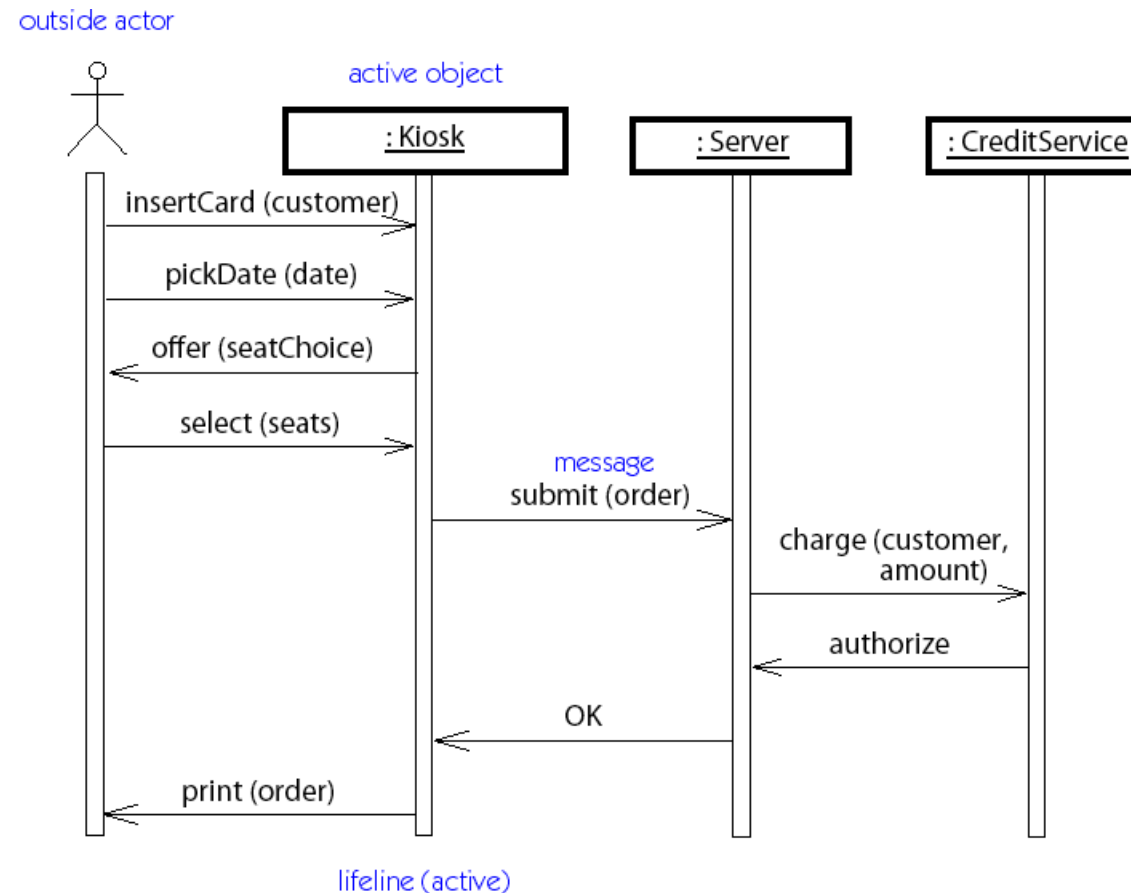 outside actor
active object
: Kiosk
: Server
: CreditService
insertCard (customer)
pickDate (date)
offer (seatChoice)
select (seats)
message
submit (order)
charge (customer,
amount)
authorize
OK
print (order)
lifeline (active)